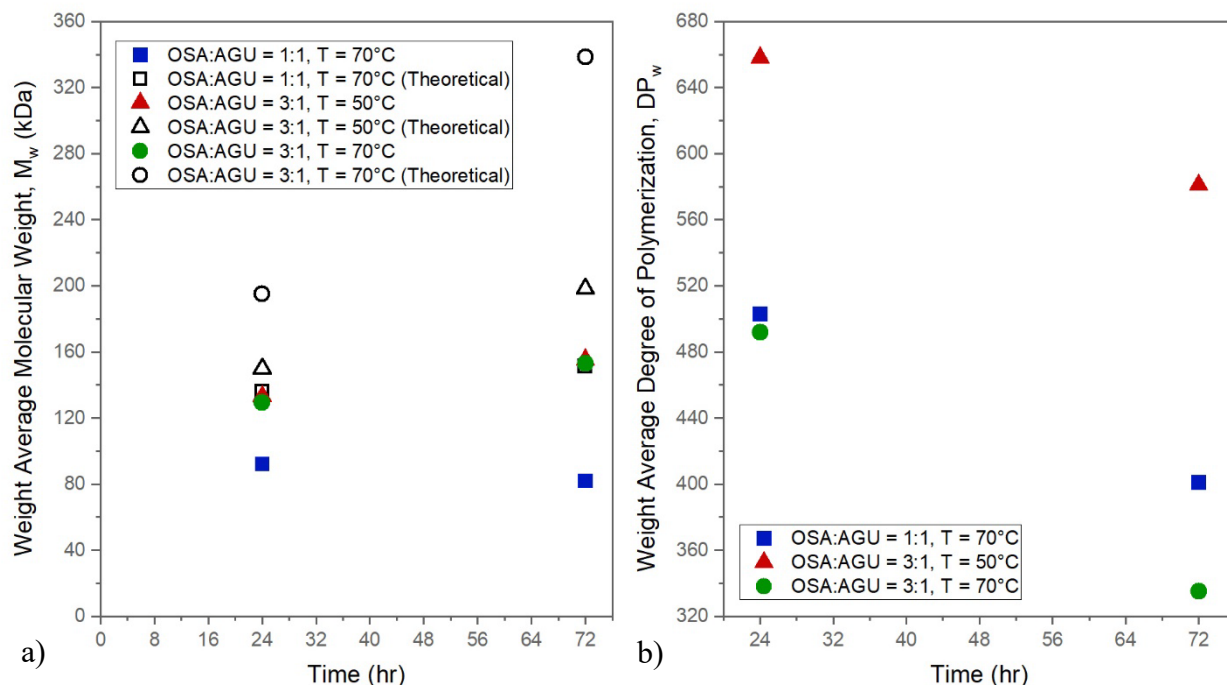 Weight Average Molecular Weight, M_w (kDa)
360
320
280
240
200
160
120
80
40
0
OSA:AGU = 1:1, T = 70°C
OSA:AGU = 1:1, T = 70°C (Theoretical)
OSA:AGU = 3:1, T = 50°C
OSA:AGU = 3:1, T = 50°C (Theoretical)
OSA:AGU = 3:1, T = 70°C
OSA:AGU = 3:1, T = 70°C (Theoretical)
0 8 16 24 32 40 48 56 64 72
Time (hr)
a)
Weight Average Degree of Polymerization, DP_w
680
640
600
560
520
480
440
400
360
320
OSA:AGU = 1:1, T = 70°C
OSA:AGU = 3:1, T = 50°C
OSA:AGU = 3:1, T = 70°C
24 32 40 48 56 64 72
Time (hr)
b)